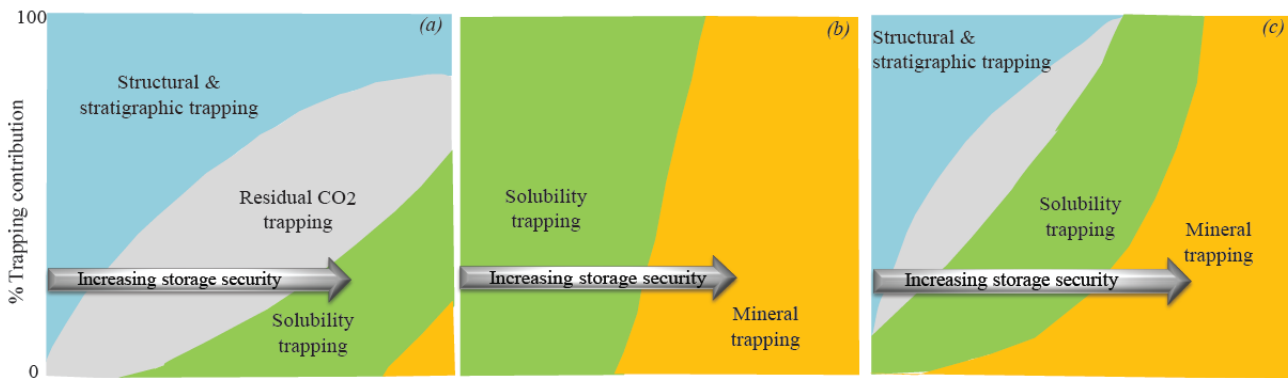 100
% Trapping contribution
0
(a)
Structural &
stratigraphic trapping
Residual CO2
trapping
Increasing storage security
Solubility
trapping
(b)
Solubility
trapping
Increasing storage security
Mineral
trapping
(c)
Structural &
stratigraphic trapping
Solubility
trapping
Mineral
trapping
Increasing storage security